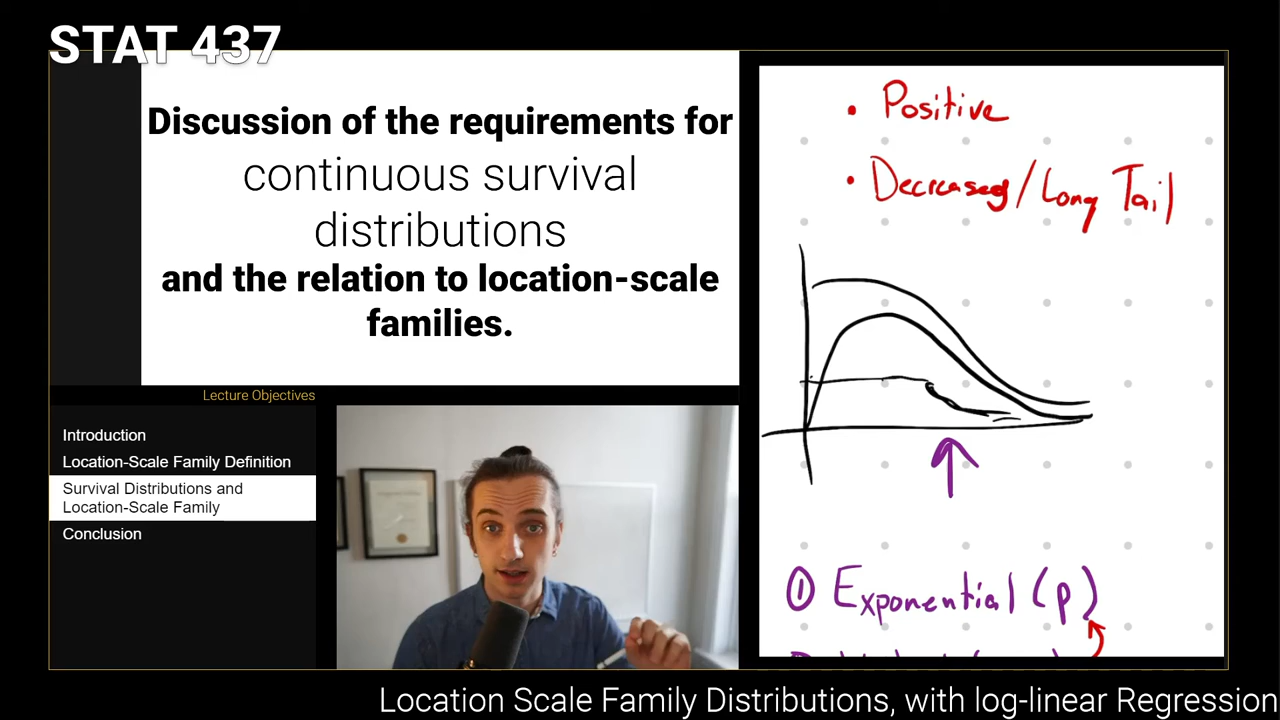 STAT 437
Discussion of the requirements for
continuous survival
distributions
and the relation to location-scale
families.
Lecture Objectives
Introduction
Location-Scale Family Definition
Survival Distributions and
Location-Scale Family
Conclusion
• Positive
• Decreased/Long Tail
① Exponential (p)
Location Scale Family Distributions, with log-linear Regression